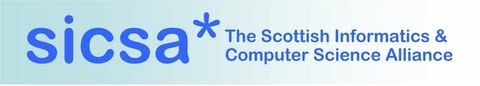 sicsa*
The Scottish Informatics &
Computer Science Alliance